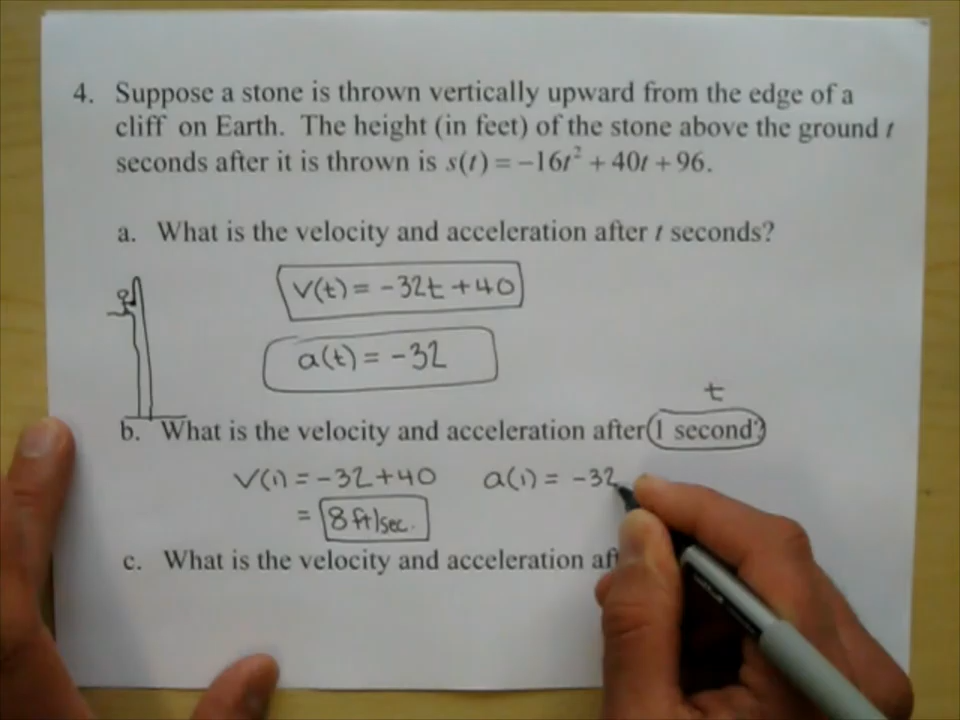 4. Suppose a stone is thrown vertically upward from the edge of a
cliff on Earth. The height (in feet) of the stone above the ground t
seconds after it is thrown is s(t) = −16t² + 40t + 96.
a. What is the velocity and acceleration after t seconds?
v(t) = -32t +40
a(t) = -32
t
b. What is the velocity and acceleration after 1 second?
v(1) = -32+40 a(1) = -32
= 8 ft/sec.
c. What is the velocity and acceleration